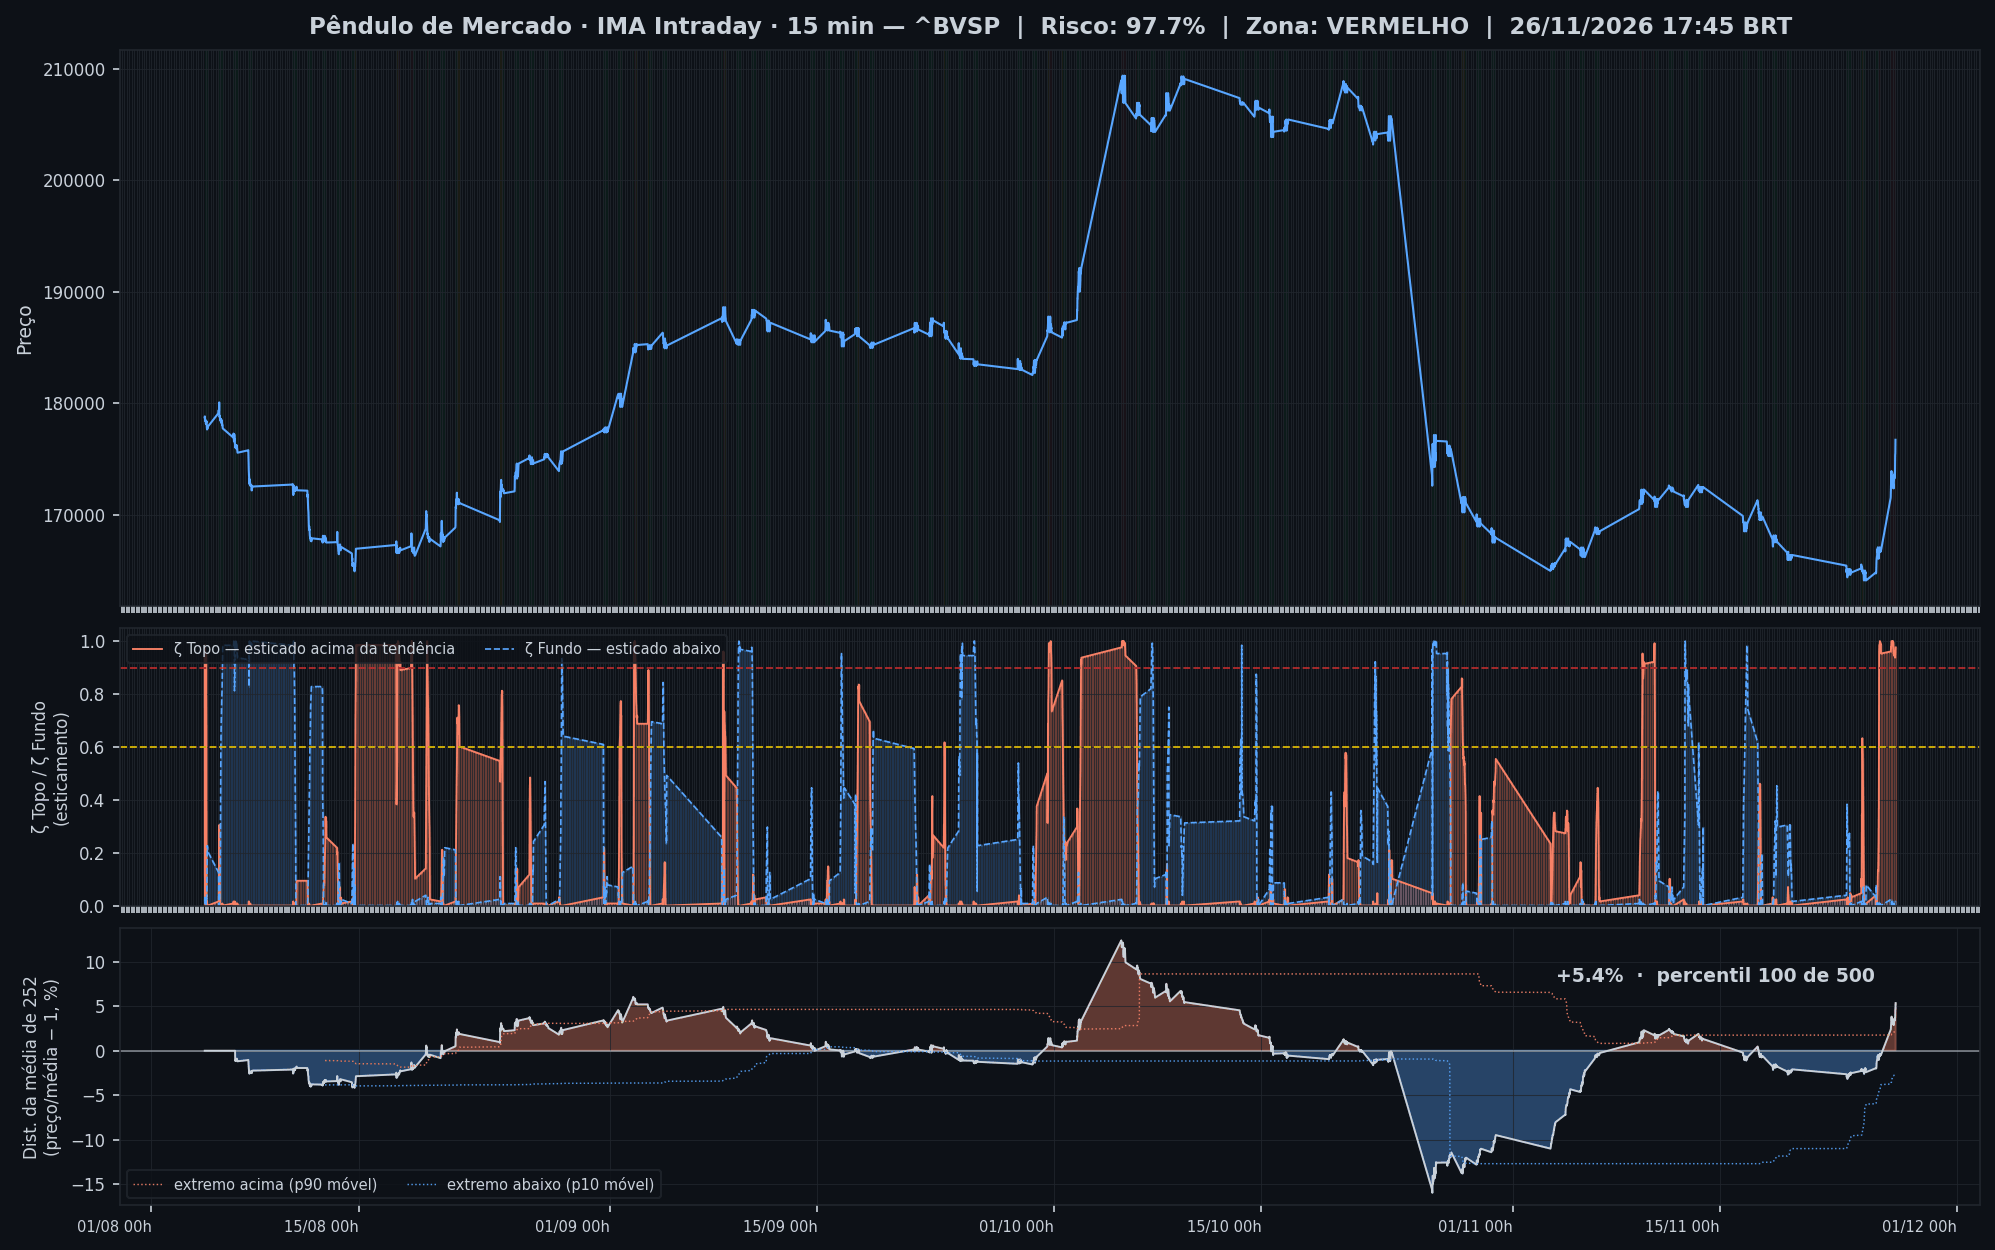 Pêndulo de Mercado · IMA Intraday · 15 min — ^BVSP | Risco: 97.7% | Zona: VERMELHO | 26/11/2026 17:45 BRT
Preço
210000
200000
190000
180000
170000
ζ Topo / ζ Fundo
(esticamento)
1.0
0.8
0.6
0.4
0.2
0.0
ζ Topo — esticado acima da tendência
ζ Fundo — esticado abaixo
Dist. da média de 252
(preço/média − 1, %)
10
5
0
−5
−10
−15
+5.4% · percentil 100 de 500
extremo acima (p90 móvel)
extremo abaixo (p10 móvel)
01/08 00h
15/08 00h
01/09 00h
15/09 00h
01/10 00h
15/10 00h
01/11 00h
15/11 00h
01/12 00h